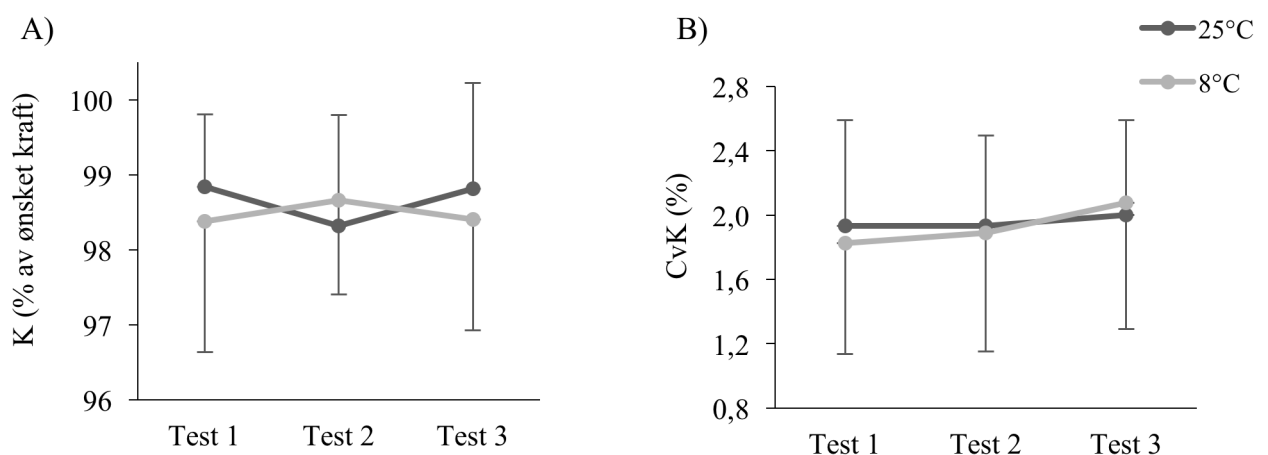 A)
K (% av ønsket kraft)
100
99
98
97
96
Test 1 Test 2 Test 3
B)
25°C
8°C
CvK (%)
2,8
2,4
2,0
1,6
1,2
0,8
Test 1 Test 2 Test 3